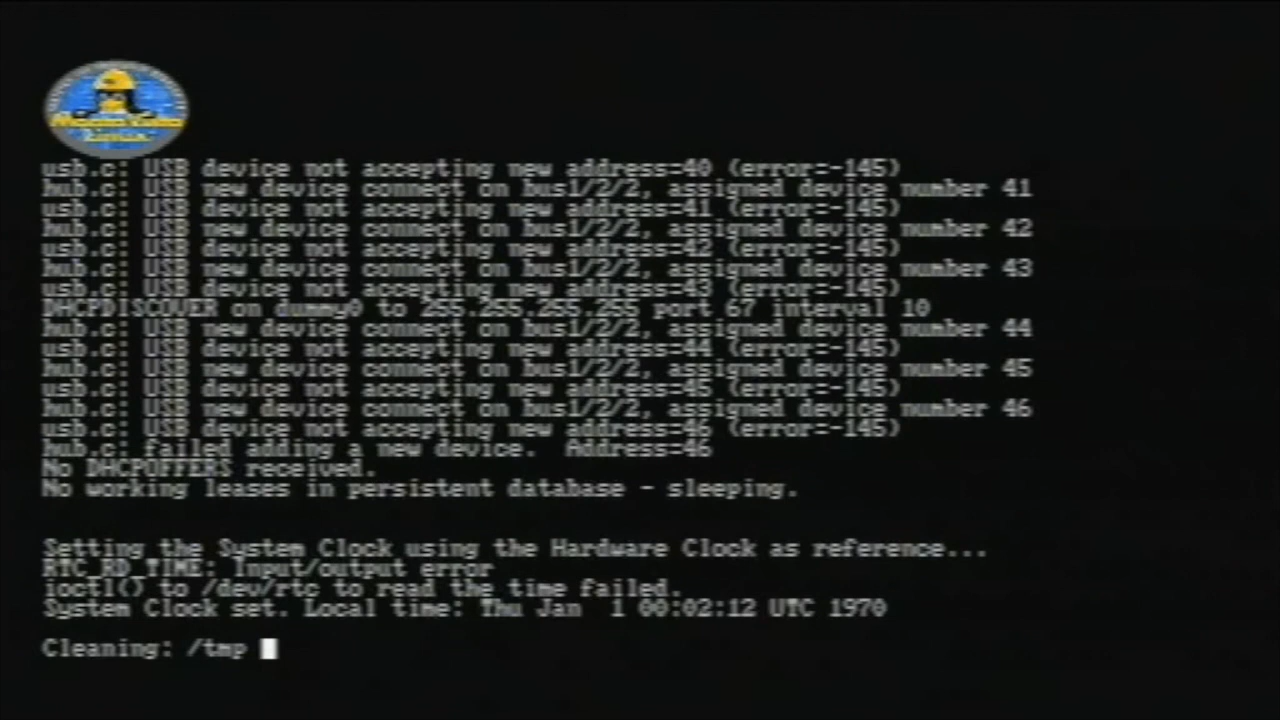 MontaVista
Linux
usb.c: USB device not accepting new address=40 (error=-145)
hub.c: USB new device connect on bus1/2/2, assigned device number 41
usb.c: USB device not accepting new address=41 (error=-145)
hub.c: USB new device connect on bus1/2/2, assigned device number 42
usb.c: USB device not accepting new address=42 (error=-145)
hub.c: USB new device connect on bus1/2/2, assigned device number 43
usb.c: USB device not accepting new address=43 (error=-145)
DHCPDISCOVER on dummy0 to 255.255.255.255 port 67 interval 10
hub.c: USB new device connect on bus1/2/2, assigned device number 44
usb.c: USB device not accepting new address=44 (error=-145)
hub.c: USB new device connect on bus1/2/2, assigned device number 45
usb.c: USB device not accepting new address=45 (error=-145)
hub.c: USB new device connect on bus1/2/2, assigned device number 46
usb.c: USB device not accepting new address=46 (error=-145)
hub.c: failed adding a new device.  Address=46
No DHCPOFFERS received.
No working leases in persistent database - sleeping.
Setting the System Clock using the Hardware Clock as reference...
RTC_RD_TIME: Input/output error
ioctl() to /dev/rtc to read the time failed.
System Clock set. Local time: Thu Jan  1 00:02:12 UTC 1970
Cleaning: /tmp